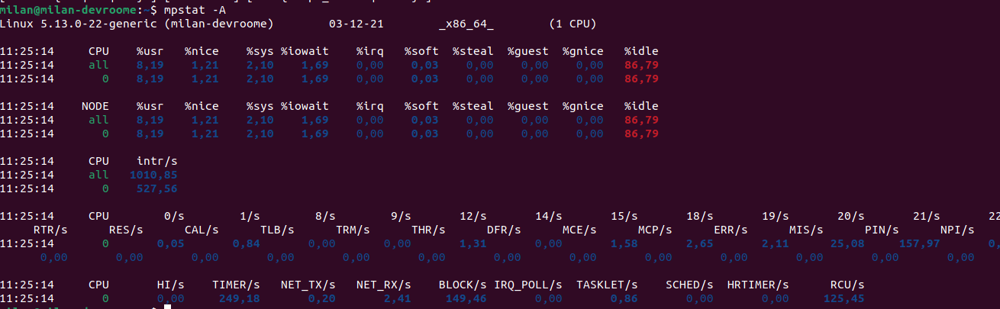 milan@milan-devroome:~$ mpstat -A
Linux 5.13.0-22-generic (milan-devroome) 03-12-21 _x86_64_ (1 CPU)
11:25:14 CPU %usr %nice %sys %iowait %irq %soft %steal %guest %gnice %idle
11:25:14 all 8,19 1,21 2,10 1,69 0,00 0,03 0,00 0,00 0,00 86,79
11:25:14 0 8,19 1,21 2,10 1,69 0,00 0,03 0,00 0,00 0,00 86,79
11:25:14 NODE %usr %nice %sys %iowait %irq %soft %steal %guest %gnice %idle
11:25:14 all 8,19 1,21 2,10 1,69 0,00 0,03 0,00 0,00 0,00 86,79
11:25:14 0 8,19 1,21 2,10 1,69 0,00 0,03 0,00 0,00 0,00 86,79
11:25:14 CPU intr/s
11:25:14 all 1010,85
11:25:14 0 527,56
11:25:14 CPU 0/s 1/s 8/s 9/s 12/s 14/s 15/s 18/s 19/s 20/s 21/s 22
RTR/s RES/s CAL/s TLB/s TRM/s THR/s DFR/s MCE/s MCP/s ERR/s MIS/s PIN/s NPI/s
11:25:14 0 0,05 0,84 0,00 0,00 1,31 0,00 1,58 2,65 2,11 25,08 157,97 0,
0,00 0,00 0,00 0,00 0,00 0,00 0,00 0,00 0,00 0,00 0,00 0,00 0,00
11:25:14 CPU HI/s TIMER/s NET_TX/s NET_RX/s BLOCK/s IRQ_POLL/s TASKLET/s SCHED/s HRTIMER/s RCU/s
11:25:14 0 0,00 249,18 0,20 2,41 149,46 0,00 0,86 0,00 0,00 125,45